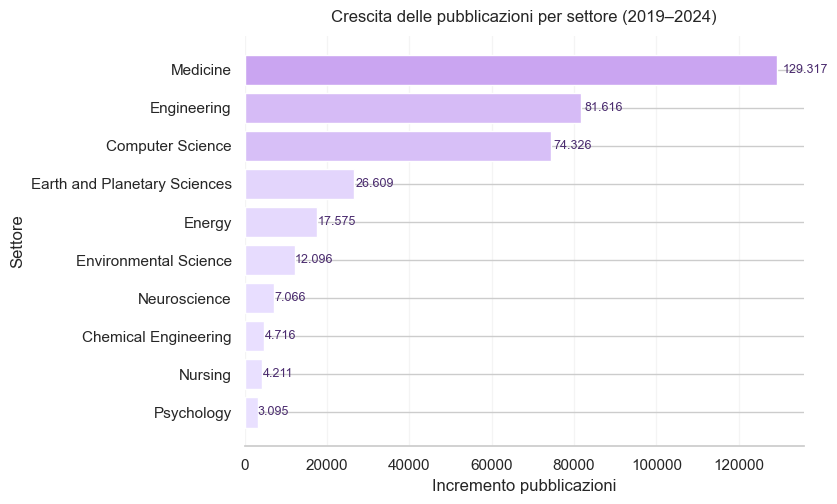 Crescita delle pubblicazioni per settore (2019–2024)
Settore
Medicine 129.317
Engineering 81.616
Computer Science 74.326
Earth and Planetary Sciences 26.609
Energy 17.575
Environmental Science 12.096
Neuroscience 7.066
Chemical Engineering 4.716
Nursing 4.211
Psychology 3.095
0 20000 40000 60000 80000 100000 120000
Incremento pubblicazioni